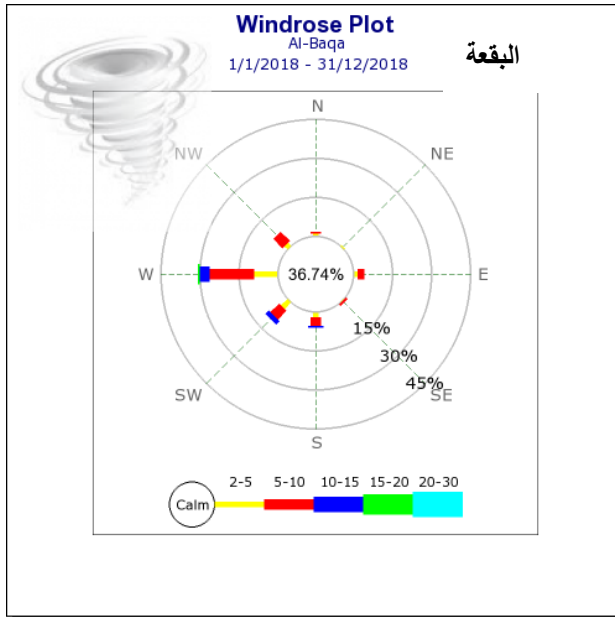 Windrose Plot
Al-Baqa
1/1/2018 - 31/12/2018
البقعة
N
NW
NE
W
36.74%
E
15%
30%
45%
SW
SE
S
2-5 5-10 10-15 15-20 20-30
Calm